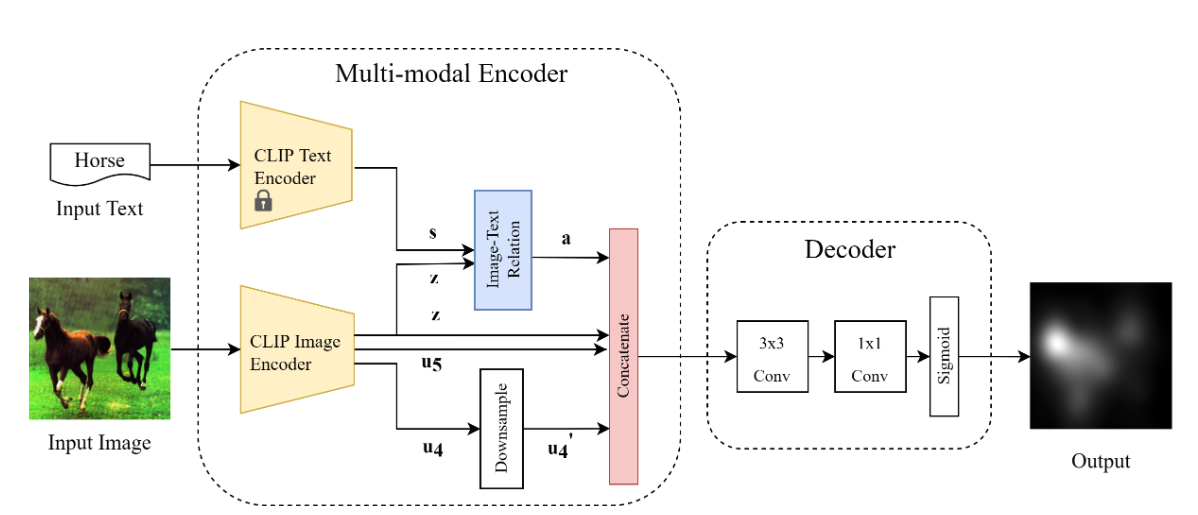 Multi-modal Encoder
Horse
Input Text
CLIP Text
Encoder
s
z
Image-Text
Relation
a
Input Image
CLIP Image
Encoder
z
u5
u4
Downsample
u4'
Concatenate
Decoder
3x3
Conv
1x1
Conv
Sigmoid
Output